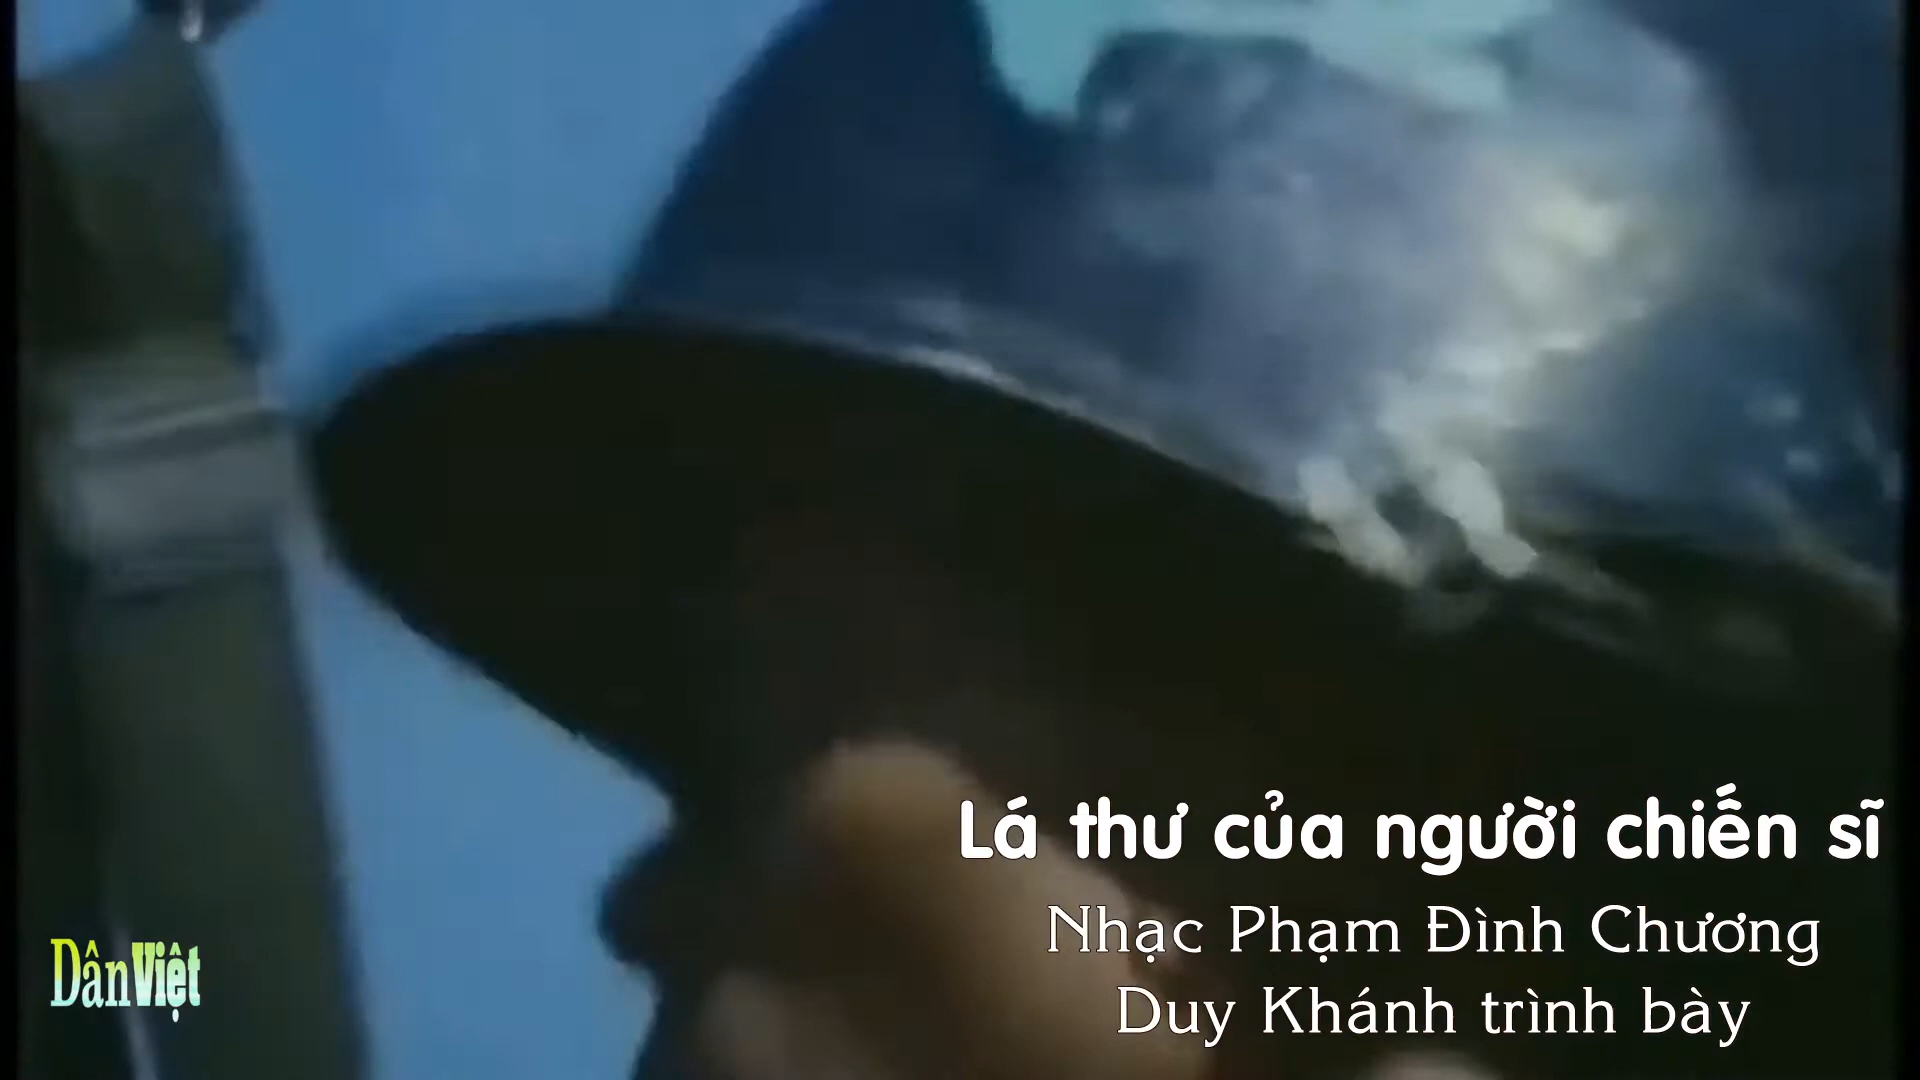 Lá thư của người chiến sĩ
Nhạc Phạm Đình Chương
Duy Khánh trình bày
DânViệt